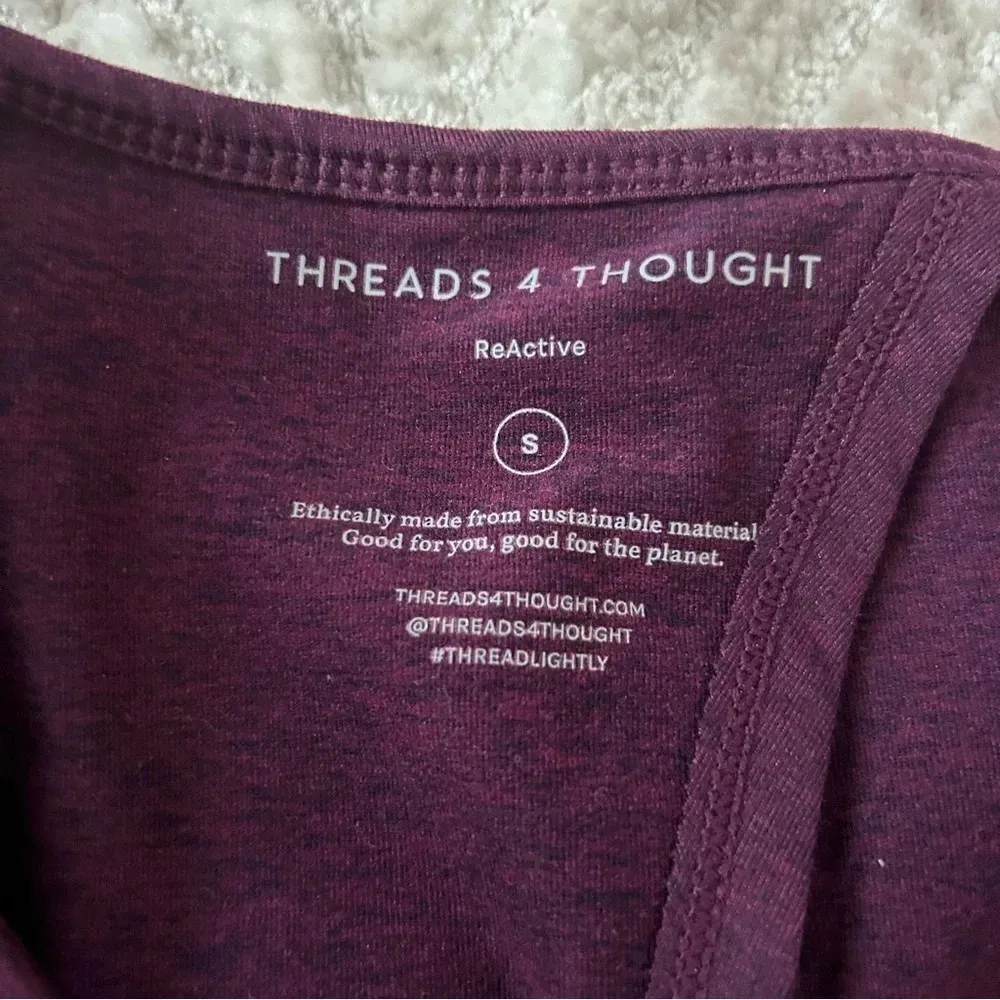 THREADS 4 THOUGHT
ReActive
S
Ethically made from sustainable material
Good for you, good for the planet.
THREADS4THOUGHT.COM
@THREADS4THOUGHT
#THREADLIGHTLY